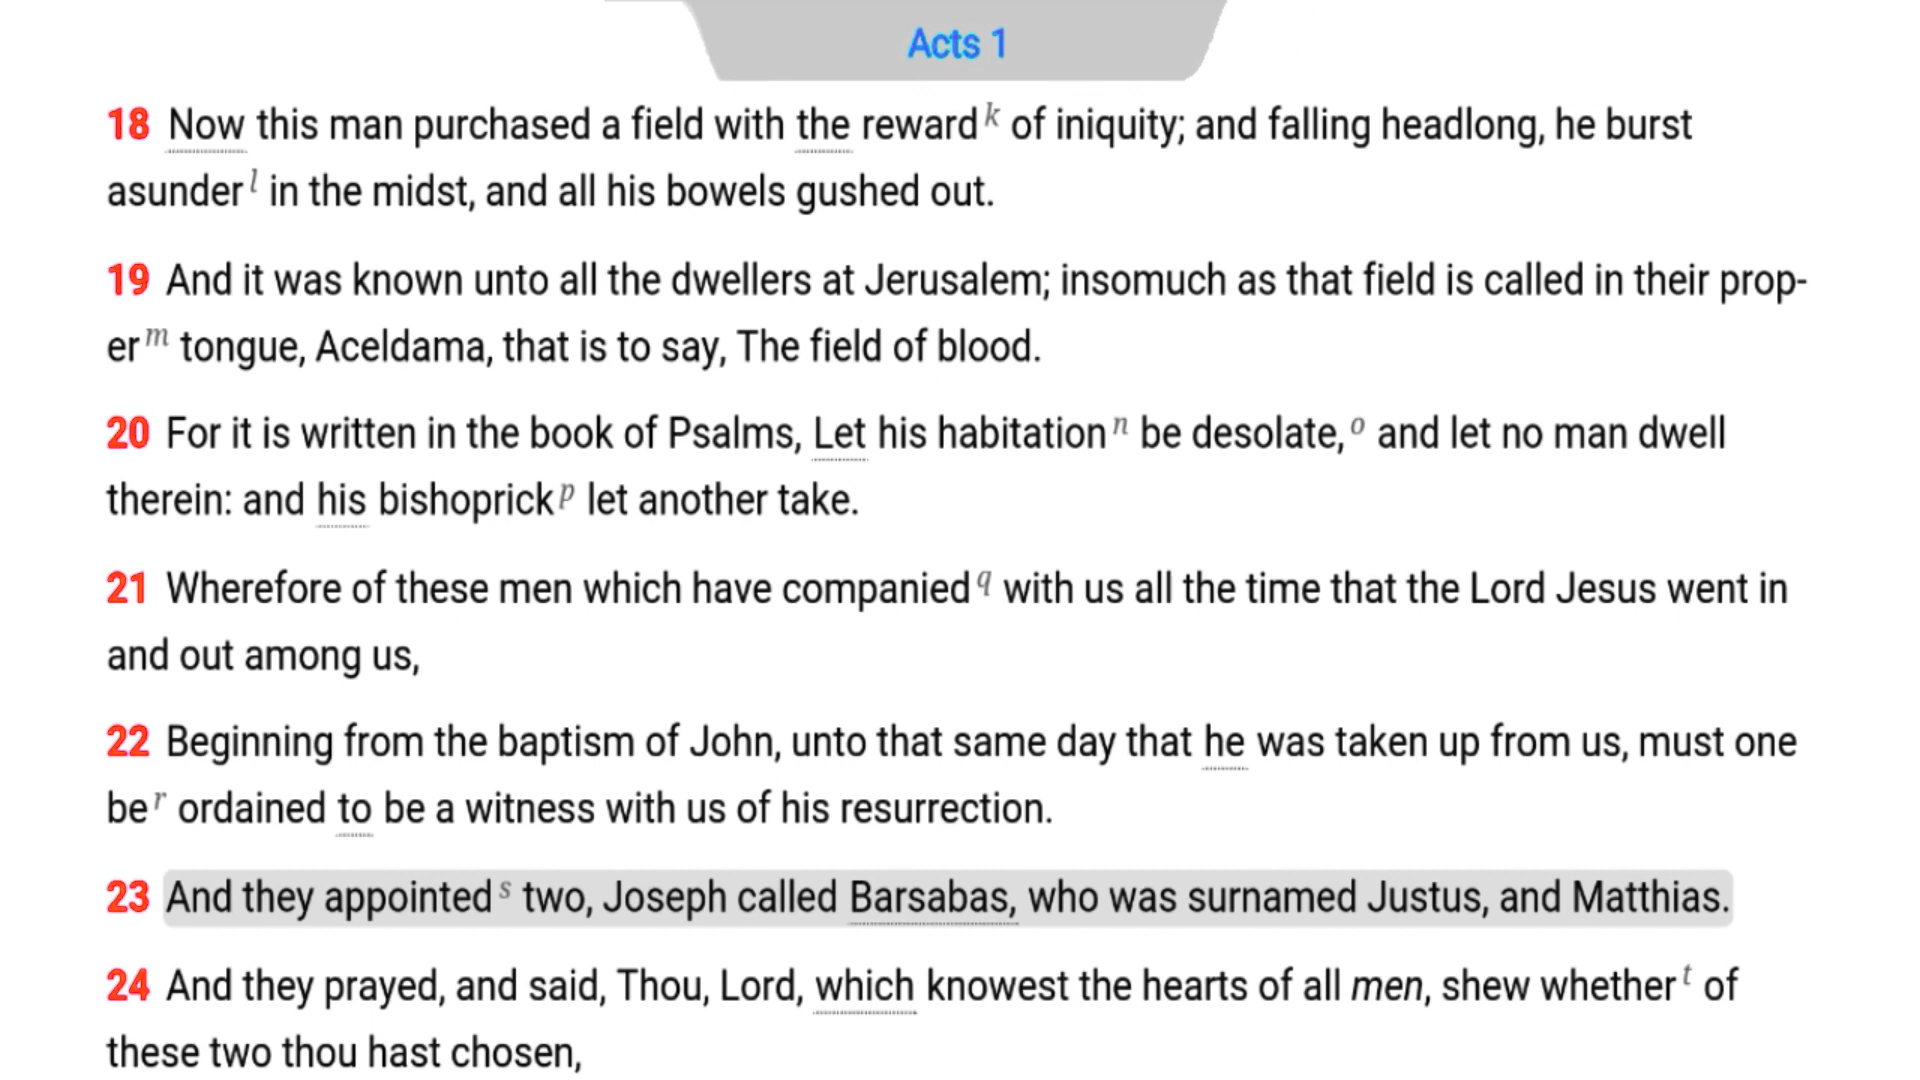 Acts 1
18 Now this man purchased a field with the reward k of iniquity; and falling headlong, he burst
asunder l in the midst, and all his bowels gushed out.
19 And it was known unto all the dwellers at Jerusalem; insomuch as that field is called in their prop-
er m tongue, Aceldama, that is to say, The field of blood.
20 For it is written in the book of Psalms, Let his habitation n be desolate, o and let no man dwell
therein: and his bishoprick p let another take.
21 Wherefore of these men which have companied q with us all the time that the Lord Jesus went in
and out among us,
22 Beginning from the baptism of John, unto that same day that he was taken up from us, must one
be r ordained to be a witness with us of his resurrection.
23 And they appointed s two, Joseph called Barsabas, who was surnamed Justus, and Matthias.
24 And they prayed, and said, Thou, Lord, which knowest the hearts of all men, shew whether t of
these two thou hast chosen,